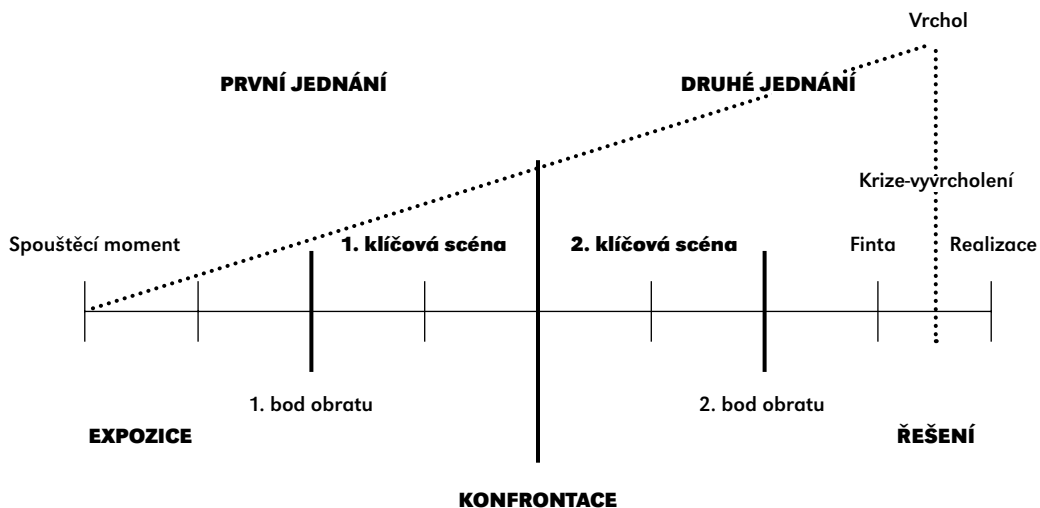 Vrchol
PRVNÍ JEDNÁNÍ
DRUHÉ JEDNÁNÍ
Krize-vyvrcholení
Spouštěcí moment
1. klíčová scéna
2. klíčová scéna
Finta
Realizace
1. bod obratu
2. bod obratu
EXPOZICE
ŘEŠENÍ
KONFRONTACE